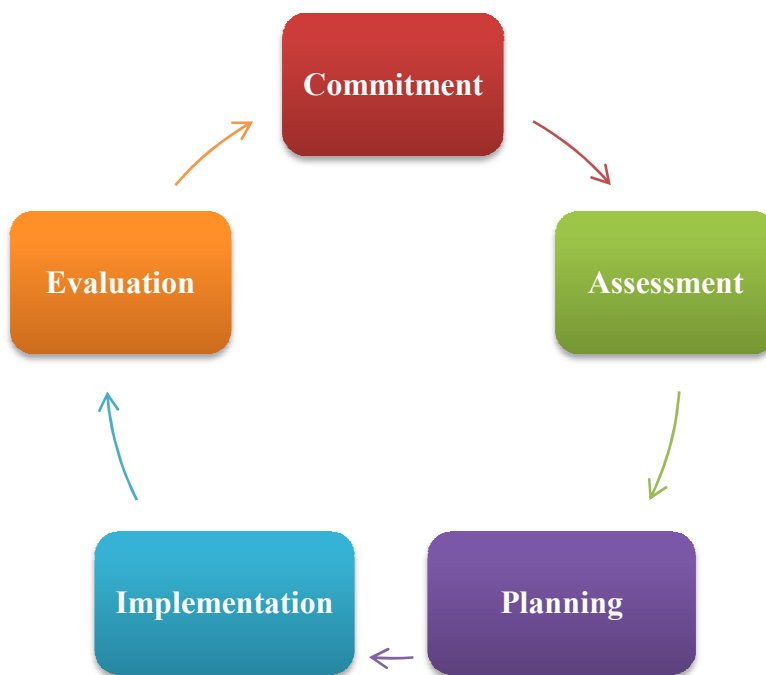 Commitment
Assessment
Planning
Implementation
Evaluation